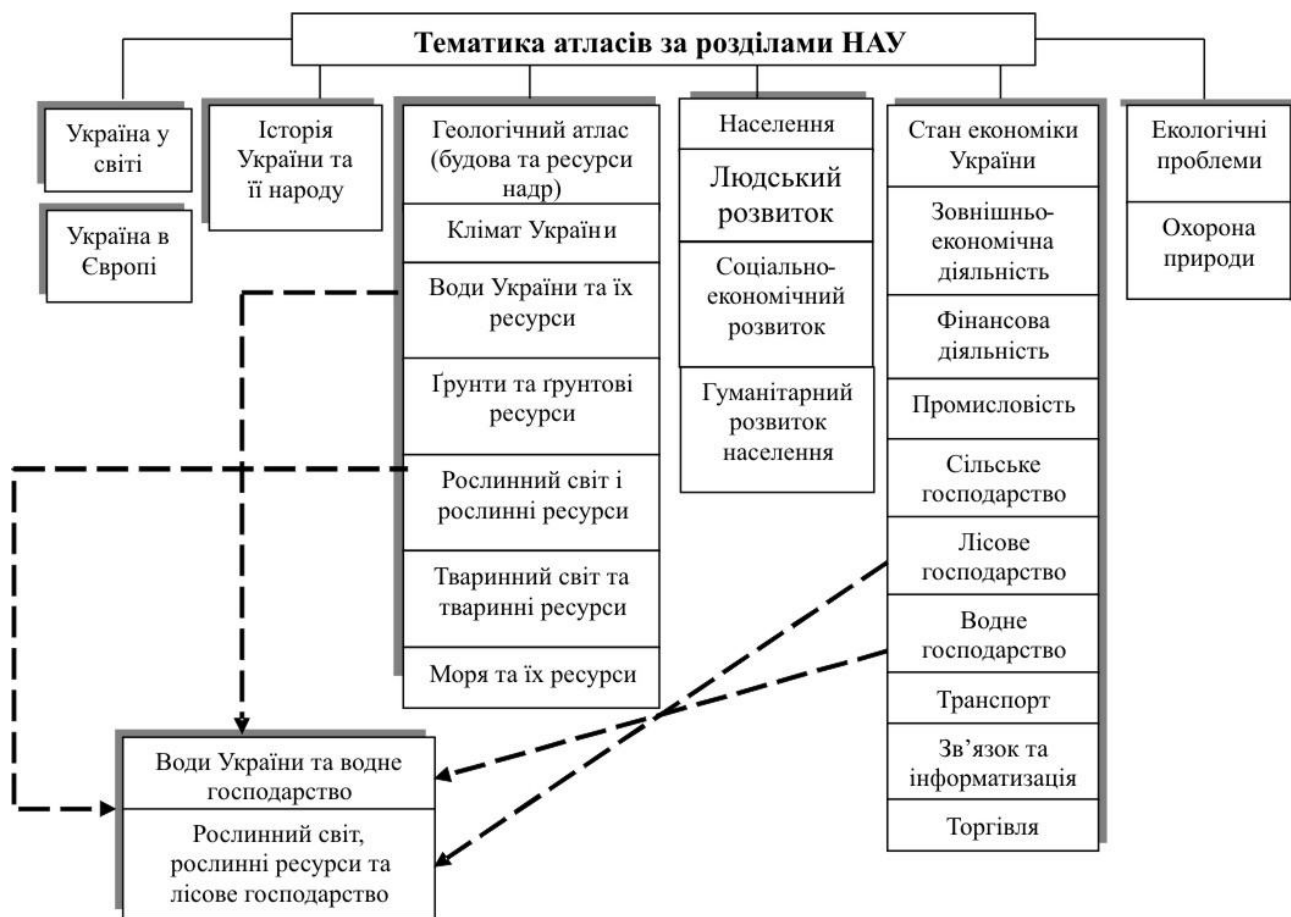 Тематика атласів за розділами НАУ
Україна у
світі
Україна в
Європі
Історія
України та
її народу
Геологічний атлас
(будова та ресурси
надр)
Клімат України
Води України та їх
ресурси
Ґрунти та ґрунтові
ресурси
Рослинний світ і
рослинні ресурси
Тваринний світ та
тваринні ресурси
Моря та їх ресурси
Населення
Людський
розвиток
Соціально-
економічний
розвиток
Гуманітарний
розвиток
населення
Стан економіки
України
Зовнішньо-
економічна
діяльність
Фінансова
діяльність
Промисловість
Сільське
господарство
Лісове
господарство
Водне
господарство
Транспорт
Зв’язок та
інформатизація
Торгівля
Екологічні
проблеми
Охорона
природи
Води України та водне
господарство
Рослинний світ,
рослинні ресурси та
лісове господарство